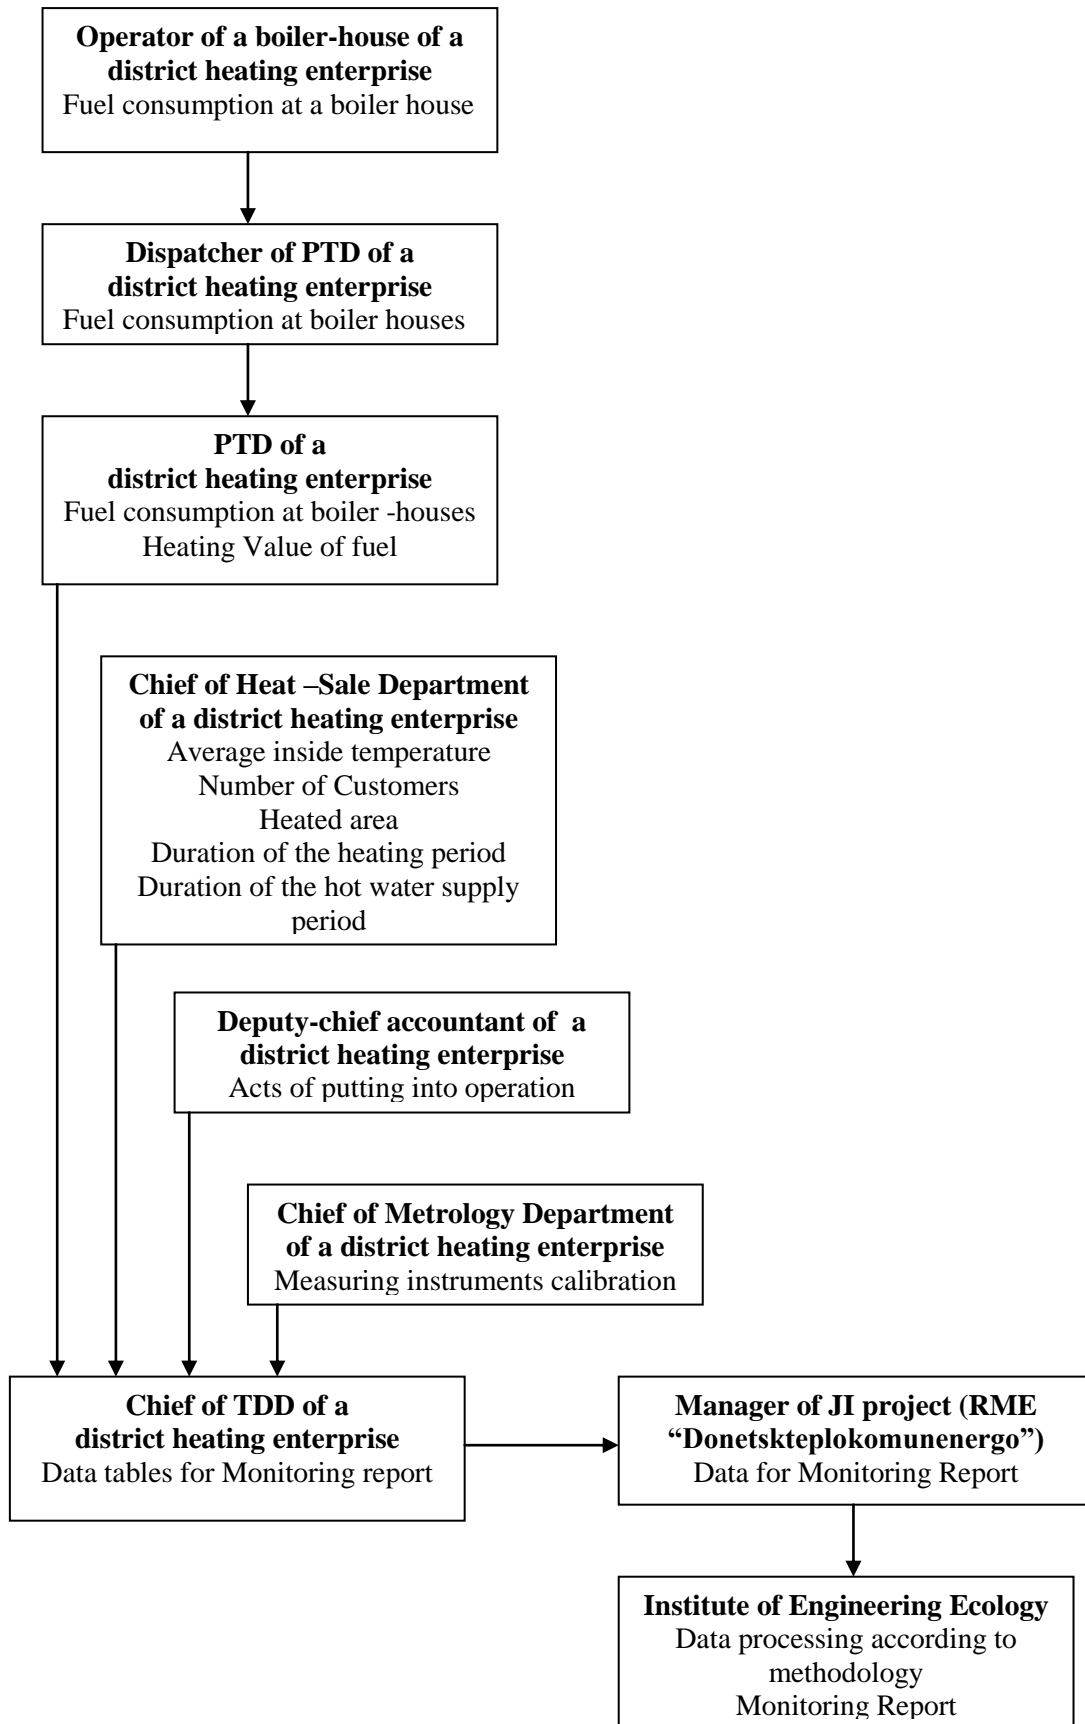 Operator of a boiler-house of a
district heating enterprise
Fuel consumption at a boiler house
Dispatcher of PTD of a
district heating enterprise
Fuel consumption at boiler houses
PTD of a
district heating enterprise
Fuel consumption at boiler -houses
Heating Value of fuel
Chief of Heat –Sale Department
of a district heating enterprise
Average inside temperature
Number of Customers
Heated area
Duration of the heating period
Duration of the hot water supply
period
Deputy-chief accountant of a
district heating enterprise
Acts of putting into operation
Chief of Metrology Department
of a district heating enterprise
Measuring instruments calibration
Chief of TDD of a
district heating enterprise
Data tables for Monitoring report
Manager of JI project (RME
“Donetskteplokomunenergo”)
Data for Monitoring Report
Institute of Engineering Ecology
Data processing according to
methodology
Monitoring Report